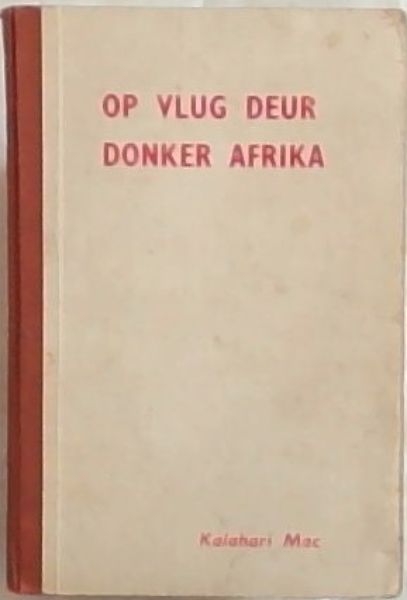 OP VLUG DEUR
DONKER AFRIKA
Kalahari Mac